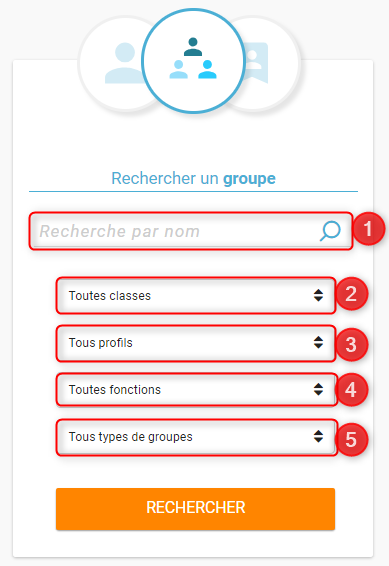 Rechercher un groupe
Recherche par nom
1
Toutes classes
2
Tous profils
3
Toutes fonctions
4
Tous types de groupes
5
RECHERCHER